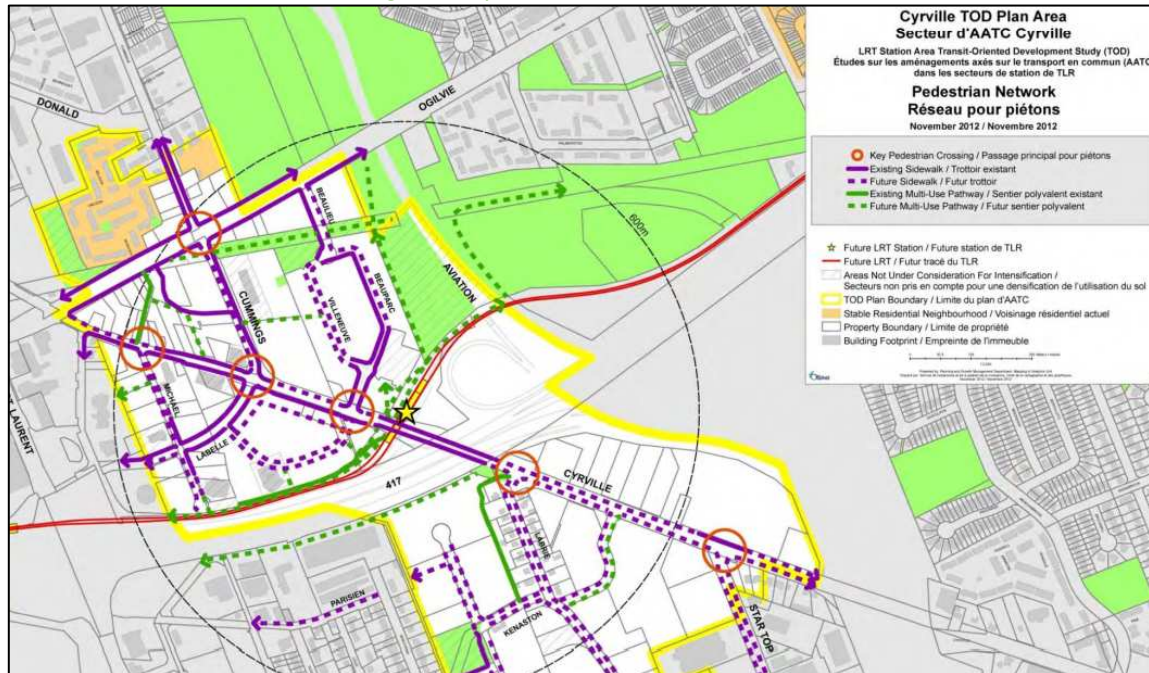 Cyrville TOD Plan Area
Secteur d'AATC Cyrville
LRT Station Area Transit-Oriented Development Study (TOD)
Études sur les aménagements axés sur le transport en commun (AATC
dans les secteurs de station de TLR
Pedestrian Network
Réseau pour piétons
November 2012 / Novembre 2012
Key Pedestrian Crossing / Passage principal pour piétons
Existing Sidewalk / Trottoir existant
Future Sidewalk / Futur trottoir
Existing Multi-Use Pathway / Sentier polyvalent existant
Future Multi-Use Pathway / Futur sentier polyvalent
Future LRT Station / Future station de TLR
Future LRT / Futur tracé du TLR
Areas Not Under Consideration For Intensification /
Secteurs non pris en compte pour une densification de l'utilisation du sol
TOD Plan Boundary / Limite du plan d'AATC
Stable Residential Neighbourhood / Voisinage résidentiel actuel
Property Boundary / Limite de propriété
Building Footprint / Empreinte de l'immeuble
DONALD
OGILVIE
BEAULIEU
600m
AVIATION
BEAUPARC
CUMMINGS
VILLENEUVE
MICHAEL
LAURENT
LABELLE
417
CYRVILLE
LABRIE
PARISIEN
KENASTON
STAR TOP